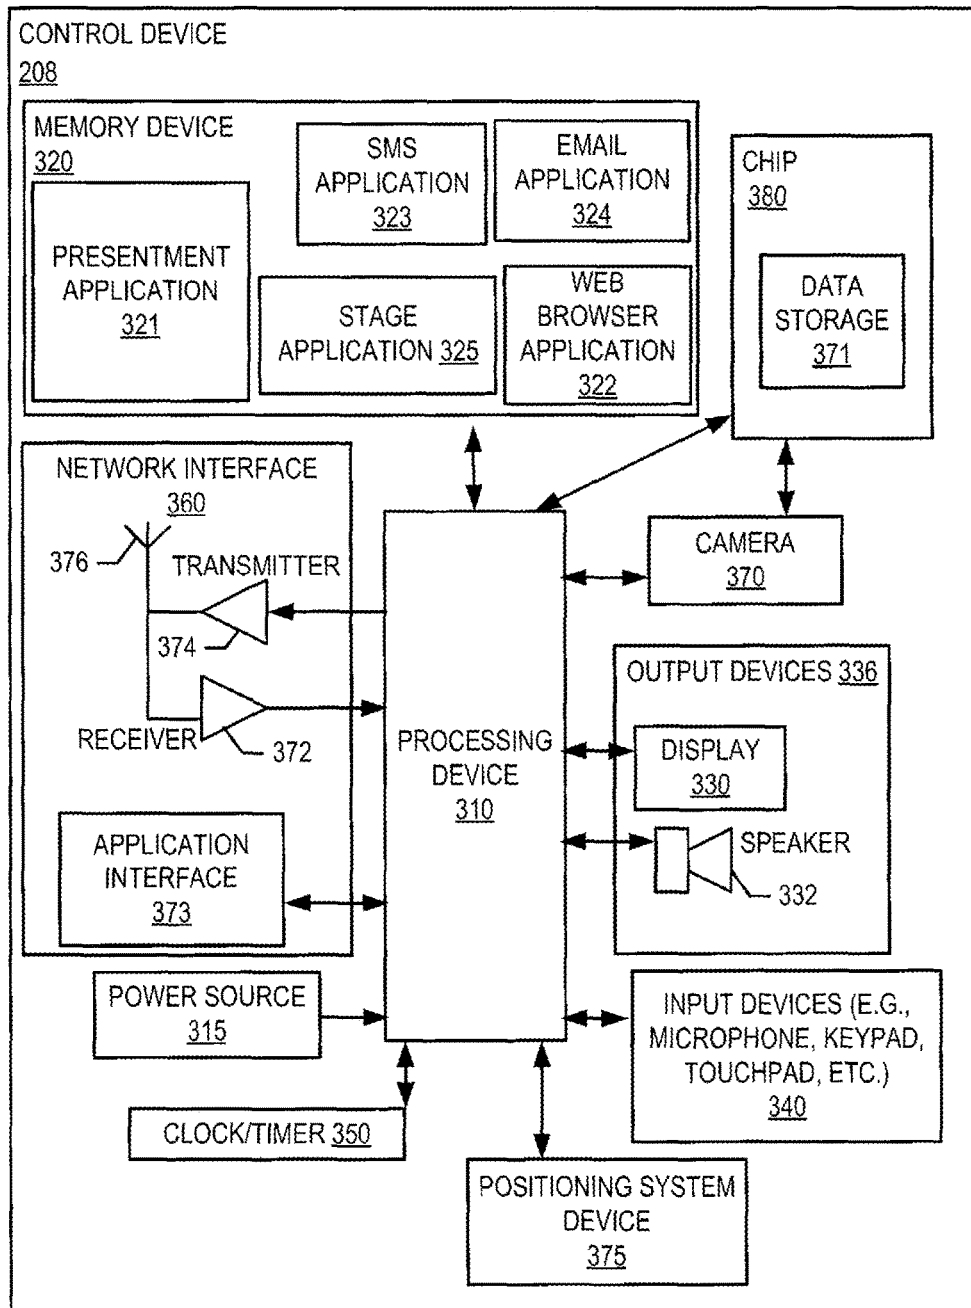 CONTROL DEVICE
208
MEMORY DEVICE
320
PRESENTMENT
APPLICATION
321
SMS
APPLICATION
323
EMAIL
APPLICATION
324
STAGE
APPLICATION 325
WEB
BROWSER
APPLICATION
322
CHIP
380
DATA
STORAGE
371
NETWORK INTERFACE
360
376
TRANSMITTER
374
RECEIVER
372
APPLICATION
INTERFACE
373
PROCESSING
DEVICE
310
CAMERA
370
OUTPUT DEVICES 336
DISPLAY
330
SPEAKER
332
POWER SOURCE
315
INPUT DEVICES (E.G.,
MICROPHONE, KEYPAD,
TOUCHPAD, ETC.)
340
CLOCK/TIMER 350
POSITIONING SYSTEM
DEVICE
375